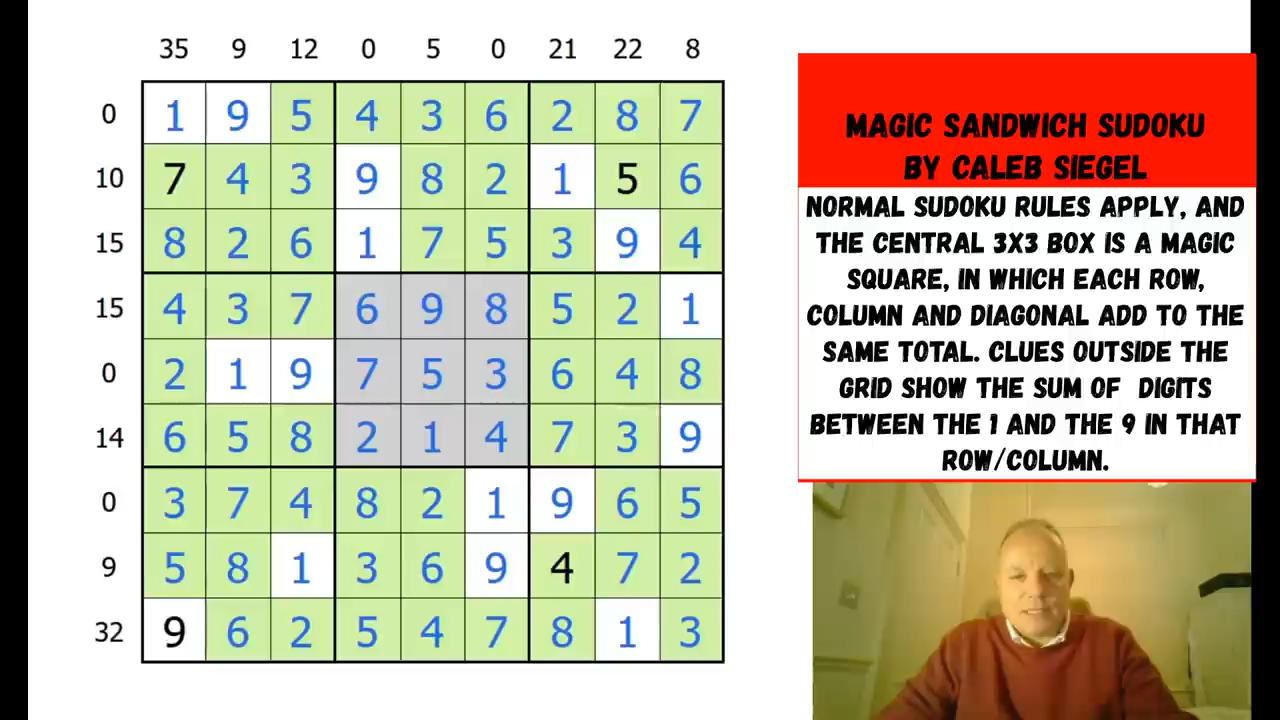 35 9 12 0 5 0 21 22 8
0 1 9 5 4 3 6 2 8 7
10 7 4 3 9 8 2 1 5 6
15 8 2 6 1 7 5 3 9 4
15 4 3 7 6 9 8 5 2 1
0 2 1 9 7 5 3 6 4 8
14 6 5 8 2 1 4 7 3 9
0 3 7 4 8 2 1 9 6 5
9 5 8 1 3 6 9 4 7 2
32 9 6 2 5 4 7 8 1 3
MAGIC SANDWICH SUDOKU
BY CALEB SIEGEL
NORMAL SUDOKU RULES APPLY, AND
THE CENTRAL 3X3 BOX IS A MAGIC
SQUARE, IN WHICH EACH ROW,
COLUMN AND DIAGONAL ADD TO THE
SAME TOTAL. CLUES OUTSIDE THE
GRID SHOW THE SUM OF DIGITS
BETWEEN THE 1 AND THE 9 IN THAT
ROW/COLUMN.